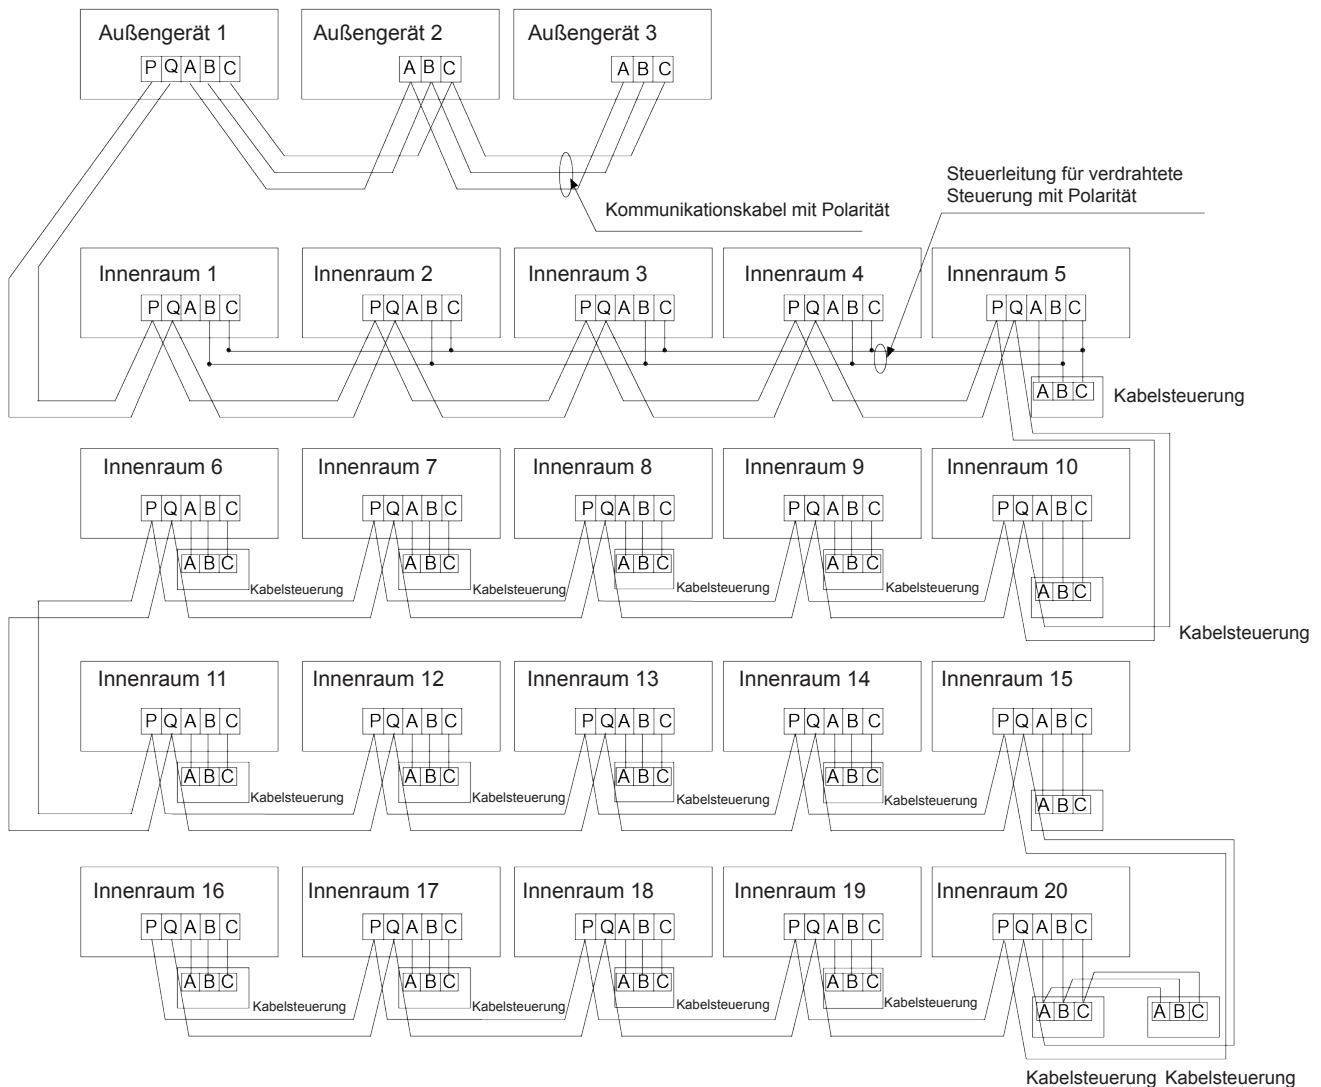 Außengerät 1
Außengerät 2
Außengerät 3
P Q A B C
A B C
A B C
Steuerleitung für verdrahtete
Steuerung mit Polarität
Kommunikationskabel mit Polarität
Innenraum 1
Innenraum 2
Innenraum 3
Innenraum 4
Innenraum 5
P Q A B C
P Q A B C
P Q A B C
P Q A B C
P Q A B C
A B C
Kabelsteuerung
Innenraum 6
Innenraum 7
Innenraum 8
Innenraum 9
Innenraum 10
P Q A B C
P Q A B C
P Q A B C
P Q A B C
P Q A B C
A B C
A B C
A B C
A B C
A B C
Kabelsteuerung
Kabelsteuerung
Kabelsteuerung
Kabelsteuerung
Kabelsteuerung
Innenraum 11
Innenraum 12
Innenraum 13
Innenraum 14
Innenraum 15
P Q A B C
P Q A B C
P Q A B C
P Q A B C
P Q A B C
A B C
A B C
A B C
A B C
A B C
Kabelsteuerung
Kabelsteuerung
Kabelsteuerung
Kabelsteuerung
Innenraum 16
Innenraum 17
Innenraum 18
Innenraum 19
Innenraum 20
P Q A B C
P Q A B C
P Q A B C
P Q A B C
P Q A B C
A B C
A B C
A B C
A B C
A B C
A B C
Kabelsteuerung
Kabelsteuerung
Kabelsteuerung
Kabelsteuerung
Kabelsteuerung
Kabelsteuerung